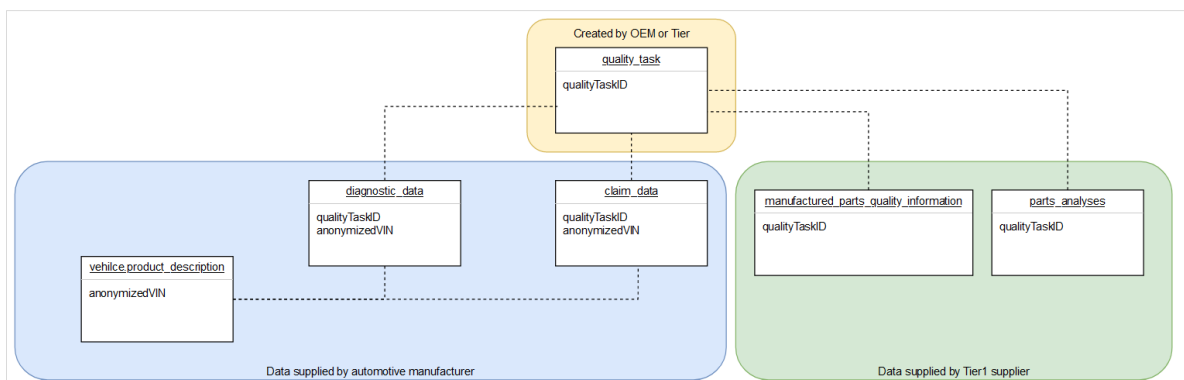 Created by OEM or Tier
quality_task
qualityTaskID
diagnostic_data
qualityTaskID
anonymizedVIN
claim_data
qualityTaskID
anonymizedVIN
manufactured_parts_quality_information
qualityTaskID
parts_analyses
qualityTaskID
vehilce.product_description
anonymizedVIN
Data supplied by automotive manufacturer
Data supplied by Tier1 supplier